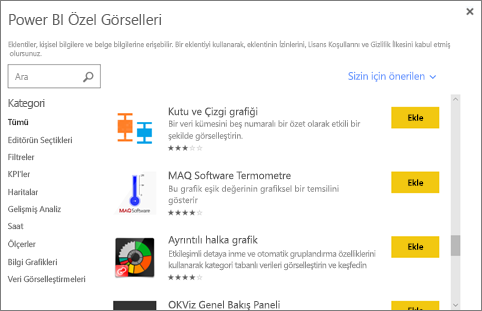 Power BI Özel Görselleri
Eklentiler, kişisel bilgilere ve belge bilgilerine erişebilir. Bir eklentiyi kullanarak, eklentinin İzinlerini, Lisans Koşullarını ve Gizlilik İlkesini kabul etmiş
olursunuz.
Ara
Sizin için önerilen
Kategori
Tümü
Editörün Seçtikleri
Filtreler
KPI'ler
Haritalar
Gelişmiş Analiz
Saat
Ölçerler
Bilgi Grafikleri
Veri Görselleştirmeleri
Kutu ve Çizgi grafiği
Bir veri kümesini beş numaralı bir özet olarak etkili bir
şekilde görselleştirin.
Ekle
MAQ Software
MAQ Software Termometre
Bu grafik eşik değerinin grafiksel bir temsilini
gösterir
Ekle
Ayrıntılı halka grafik
Etkileşimli detaya inme ve otomatik gruplandırma özelliklerini
kullanarak kategori tabanlı verileri görselleştirin ve keşfedin
Ekle
OKViz Genel Bakış Paneli
Ekle